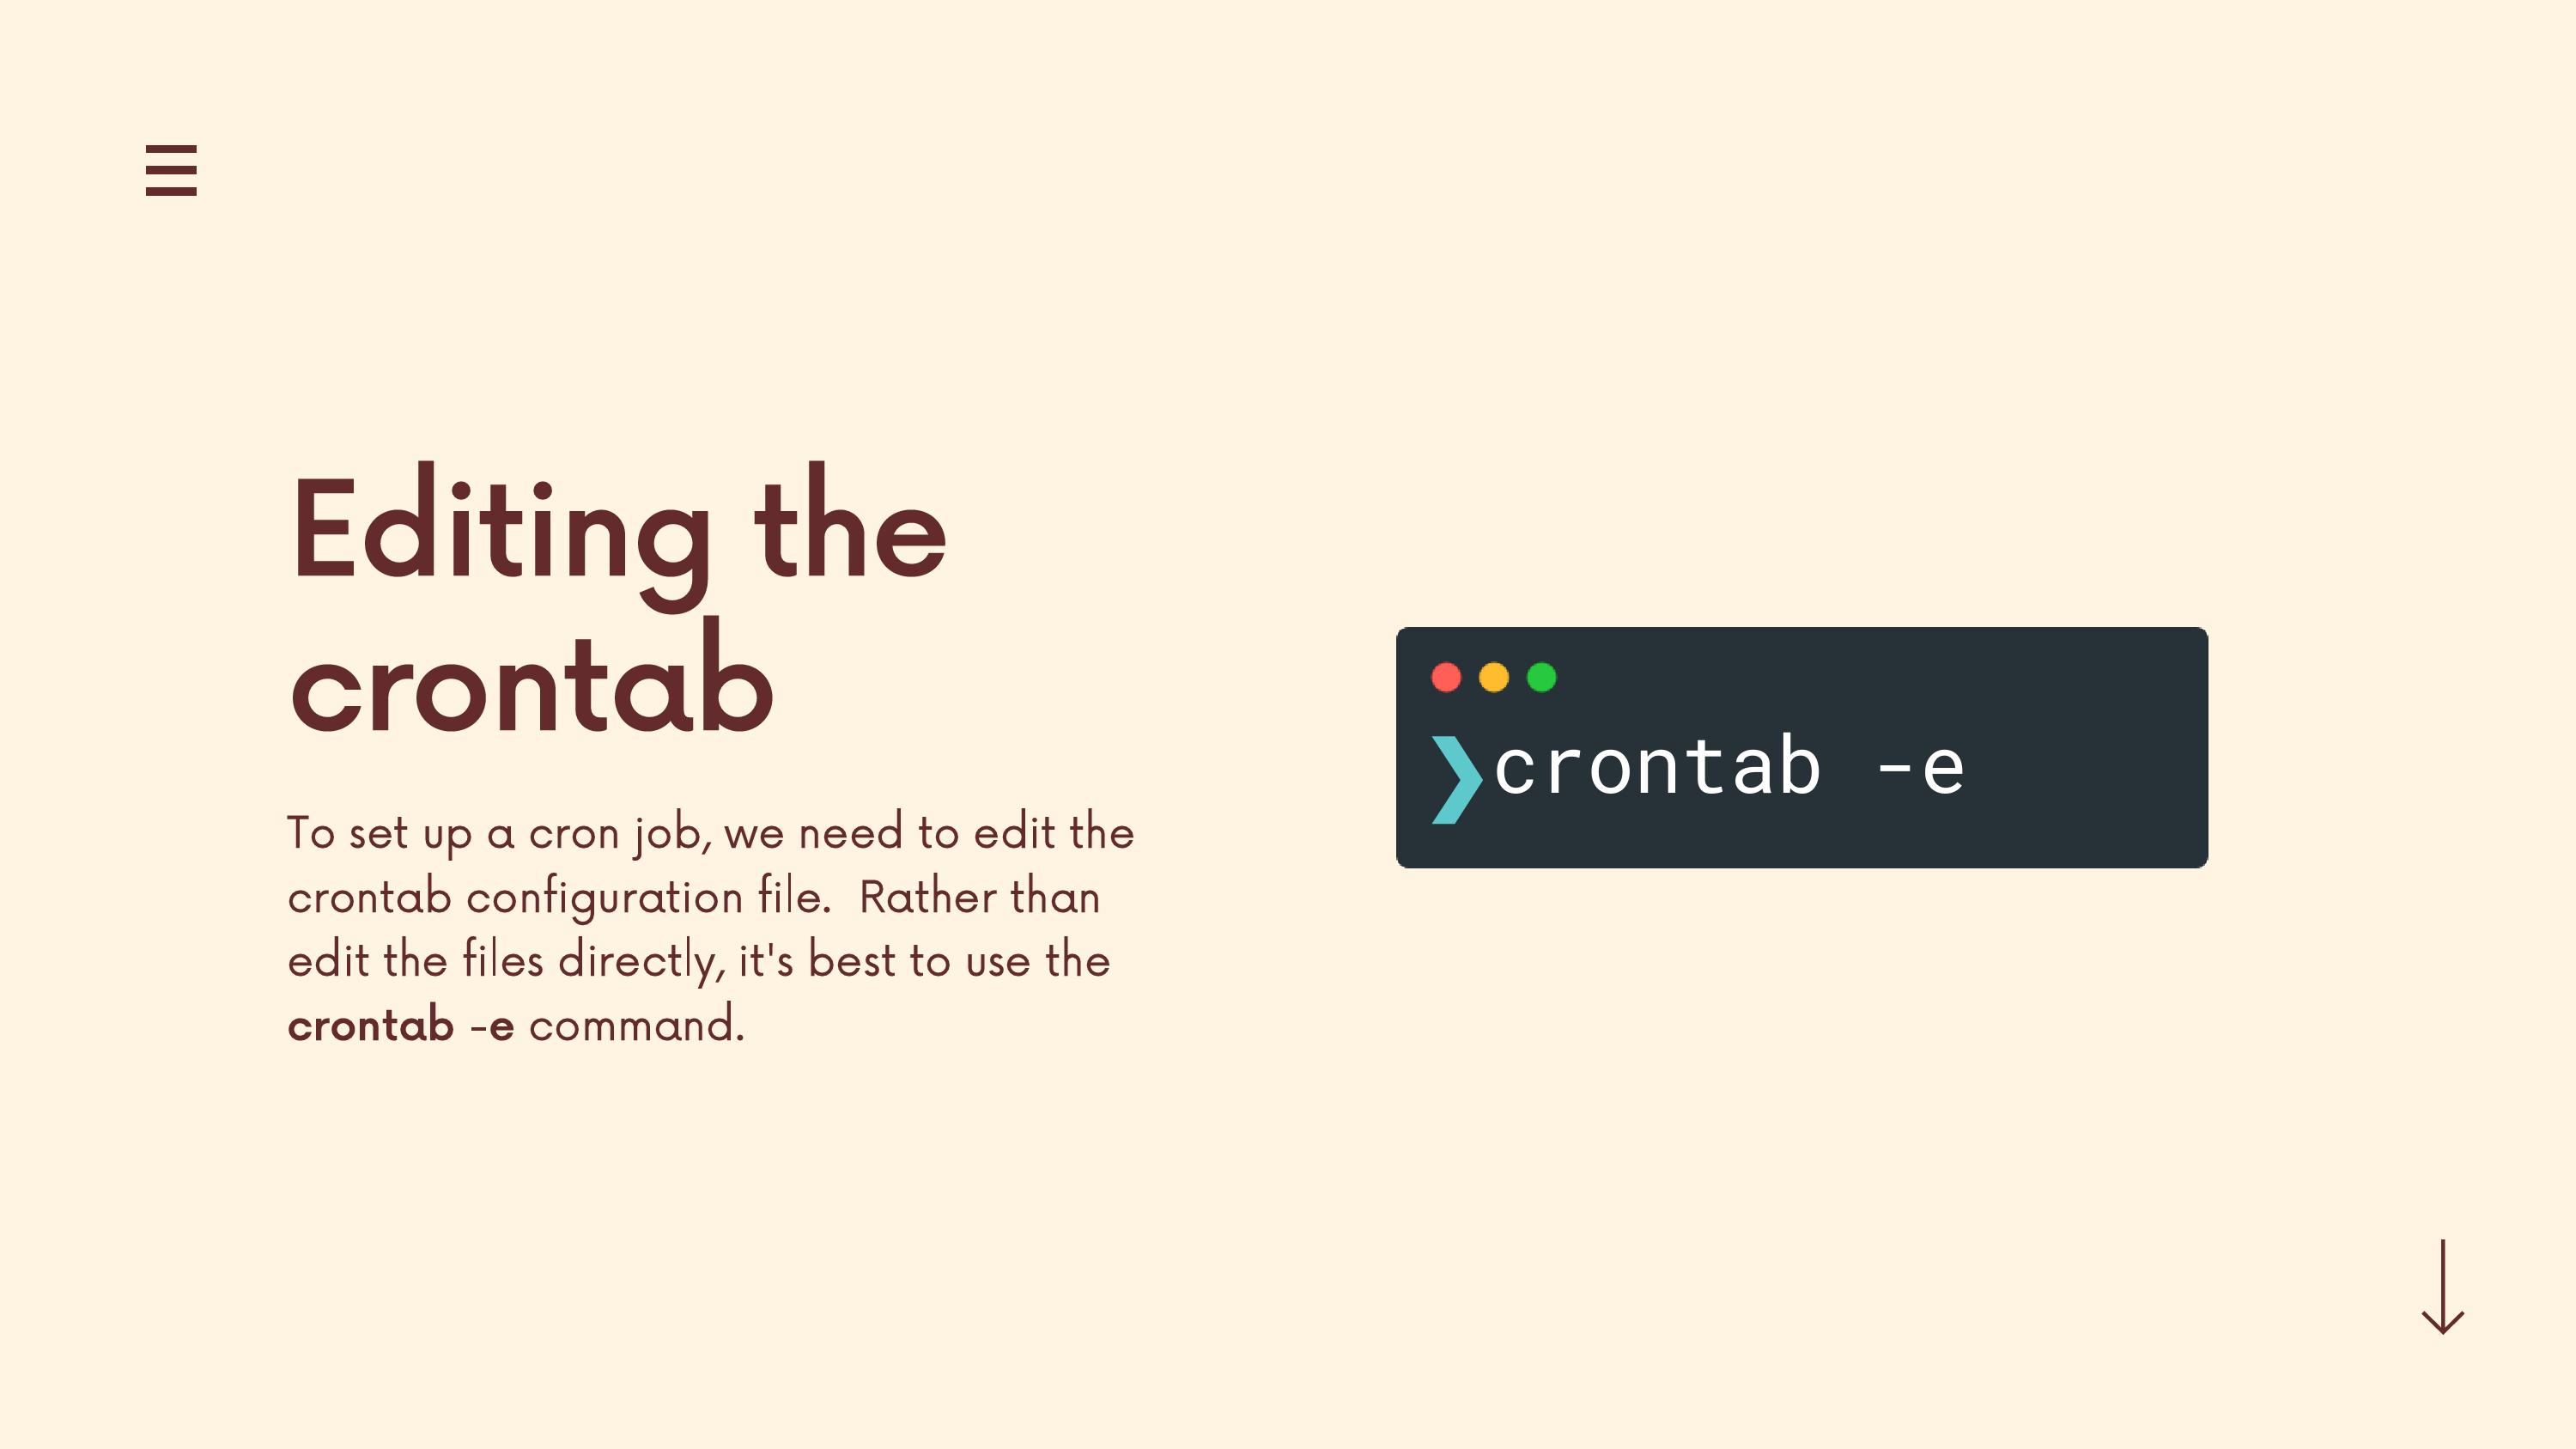 Editing the
crontab
To set up a cron job, we need to edit the
crontab configuration file.  Rather than
edit the files directly, it's best to use the
crontab -e command.
❯crontab -e